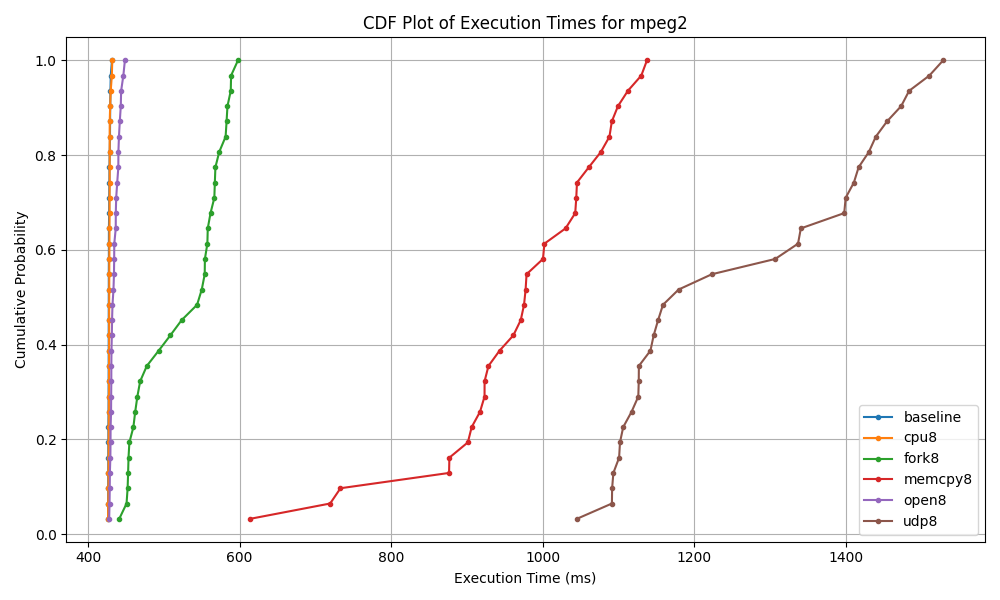 CDF Plot of Execution Times for mpeg2
1.0
0.8
0.6
0.4
0.2
0.0
Cumulative Probability
400 600 800 1000 1200 1400
Execution Time (ms)
baseline
cpu8
fork8
memcpy8
open8
udp8